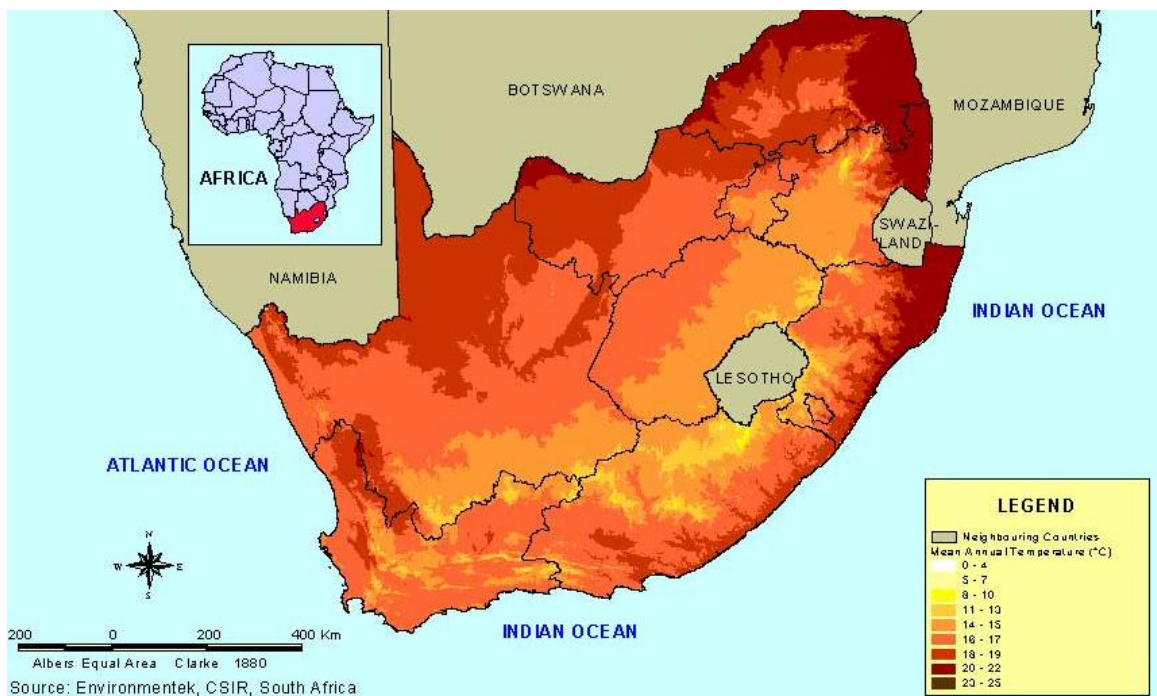 BOTSWANA
MOZAMBIQUE
AFRICA
SWAZI-
LAND
NAMIBIA
INDIAN OCEAN
LESOTHO
ATLANTIC OCEAN
N
W E
S
INDIAN OCEAN
200 0 200 400 Km
Albers Equal Area Clarke 1880
Source: Environmentek, CSIR, South Africa
LEGEND
Neighbouring Countries
Mean Annual Temperature (°C)
0 - 4
5 - 7
8 - 10
11 - 13
14 - 15
16 - 17
18 - 19
20 - 22
23 - 25